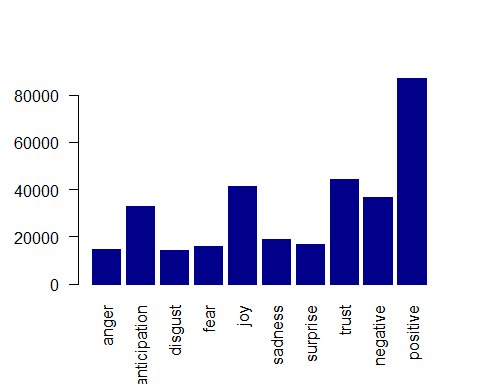 80000
60000
40000
20000
0
anger
anticipation
disgust
fear
joy
sadness
surprise
trust
negative
positive